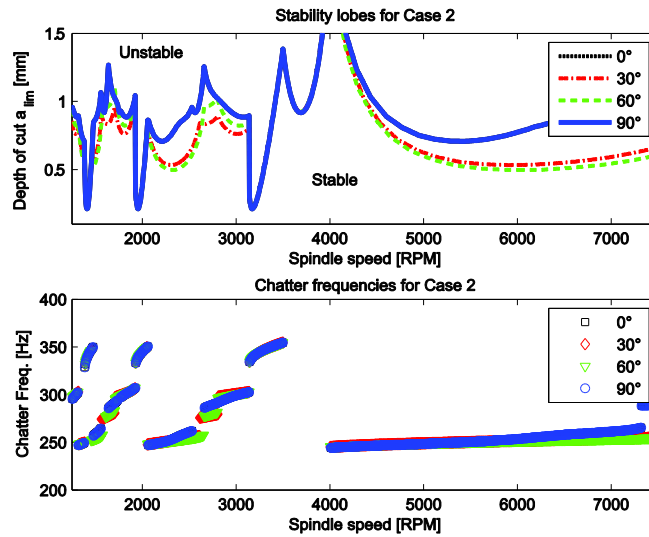 Stability lobes for Case 2
Depth of cut a lim [mm]
1.5
1
0.5
Unstable
Stable
0°
30°
60°
90°
2000 3000 4000 5000 6000 7000
Spindle speed [RPM]
Chatter frequencies for Case 2
Chatter Freq. [Hz]
400
350
300
250
200
0°
30°
60°
90°
2000 3000 4000 5000 6000 7000
Spindle speed [RPM]